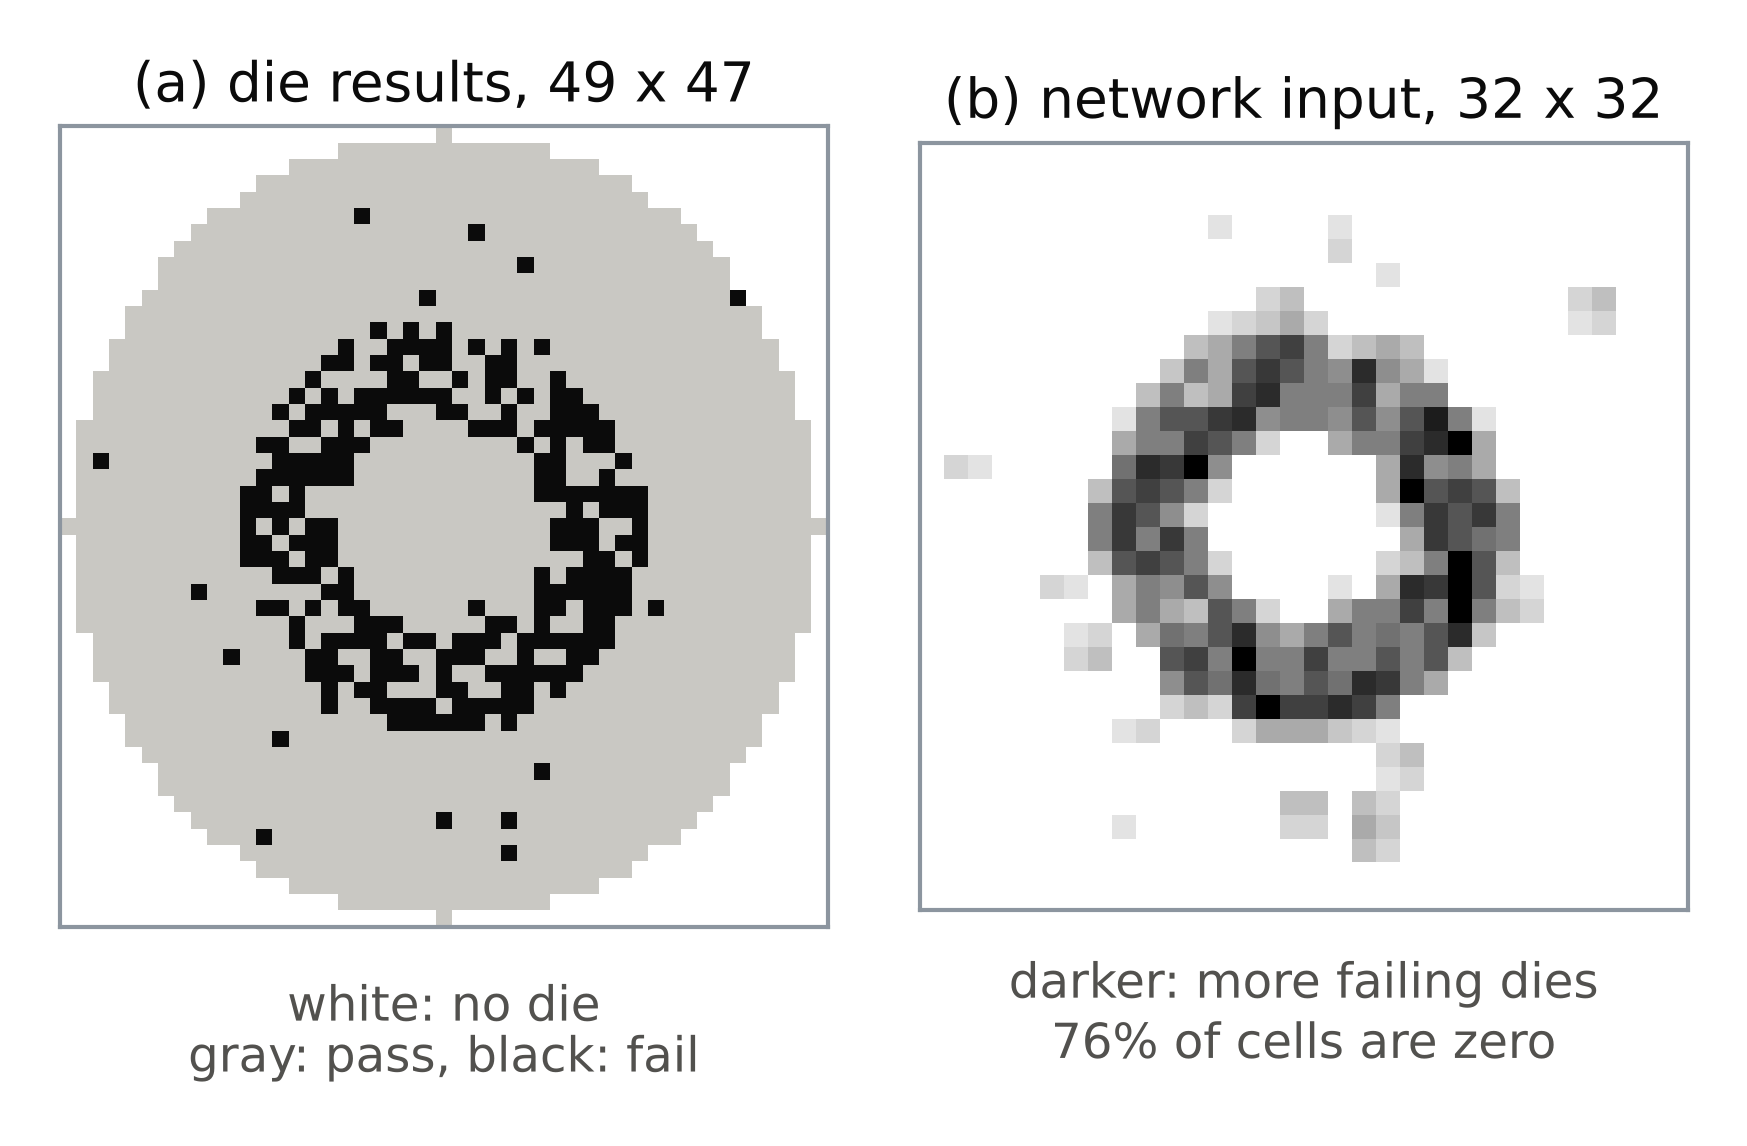 (a) die results, 49 x 47
(b) network input, 32 x 32
white: no die
gray: pass, black: fail
darker: more failing dies
76% of cells are zero